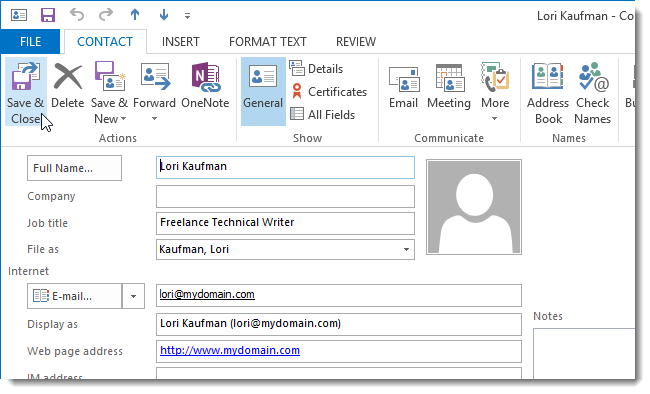 Lori Kaufman - Co
FILE CONTACT INSERT FORMAT TEXT REVIEW
Save & Close Delete Save & New Forward OneNote General Details Certificates All Fields Email Meeting More Address Book Check Names Bu
Actions Show Communicate Names
Full Name... Lori Kaufman
Company
Job title Freelance Technical Writer
File as Kaufman, Lori
Internet
E-mail... lori@mydomain.com
Notes
Display as Lori Kaufman (lori@mydomain.com)
Web page address http://www.mydomain.com
IM address